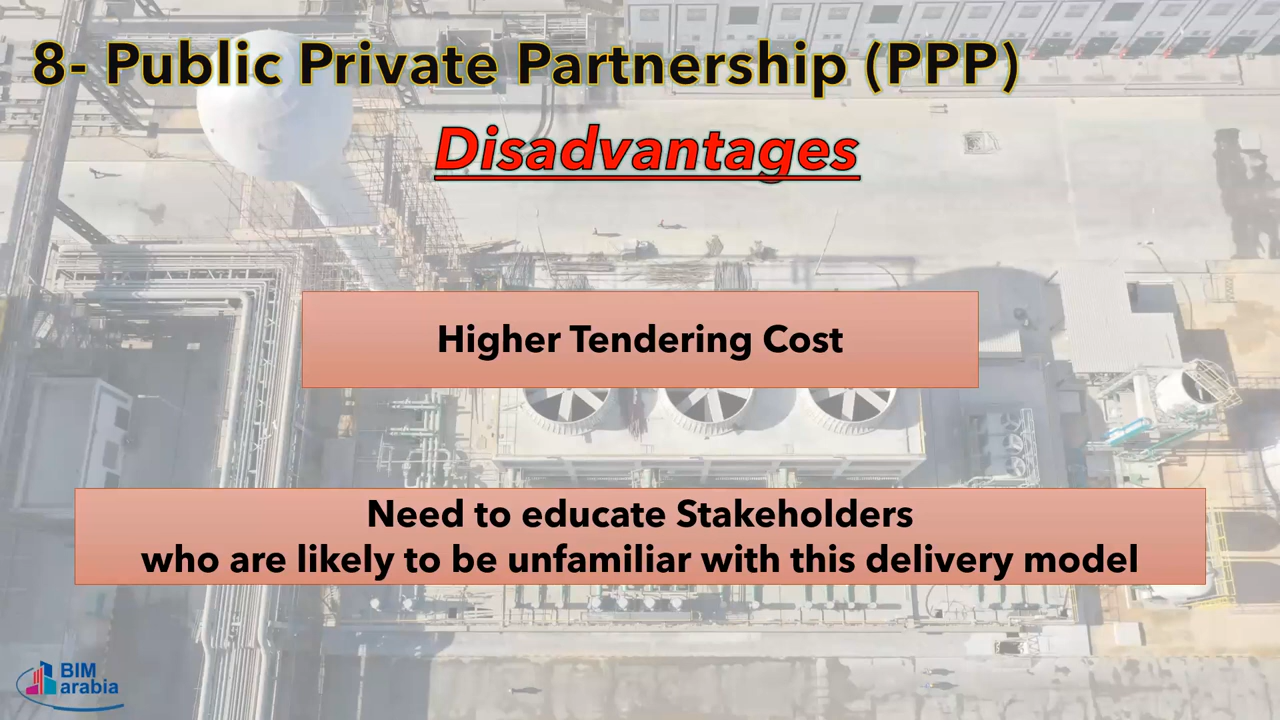 8- Public Private Partnership (PPP)
Disadvantages
Higher Tendering Cost
Need to educate Stakeholders
who are likely to be unfamiliar with this delivery model
BIM
arabia